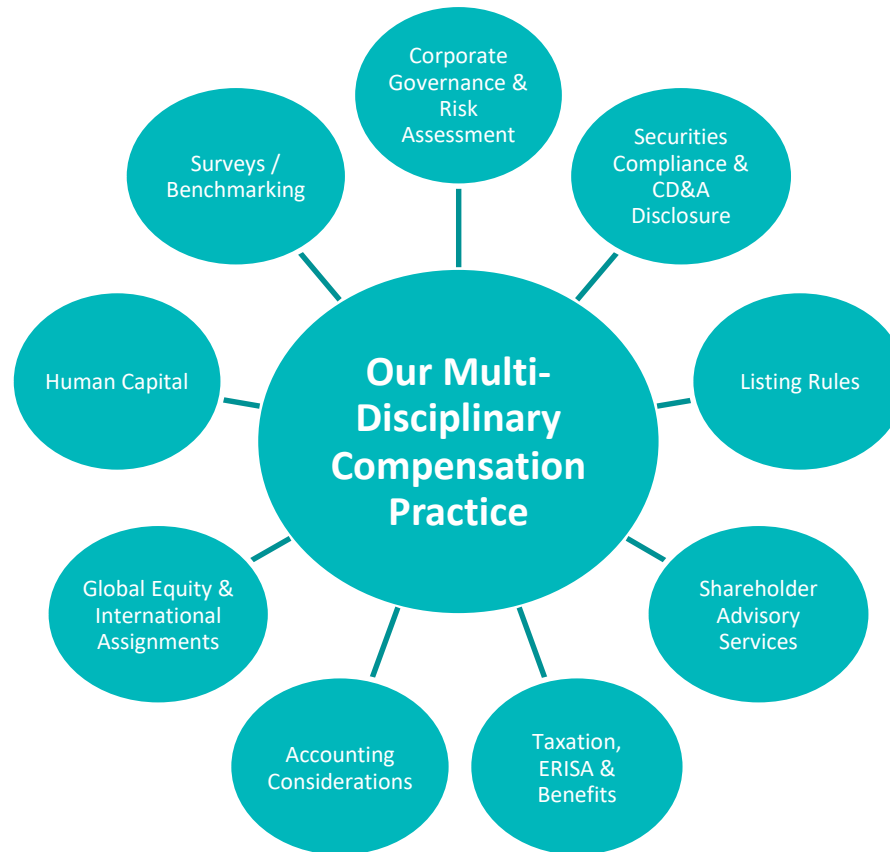 Corporate
Governance &
Risk
Assessment
Securities
Compliance &
CD&A
Disclosure
Surveys /
Benchmarking
Human Capital
Our Multi-
Disciplinary
Compensation
Practice
Listing Rules
Global Equity &
International
Assignments
Shareholder
Advisory
Services
Accounting
Considerations
Taxation,
ERISA &
Benefits